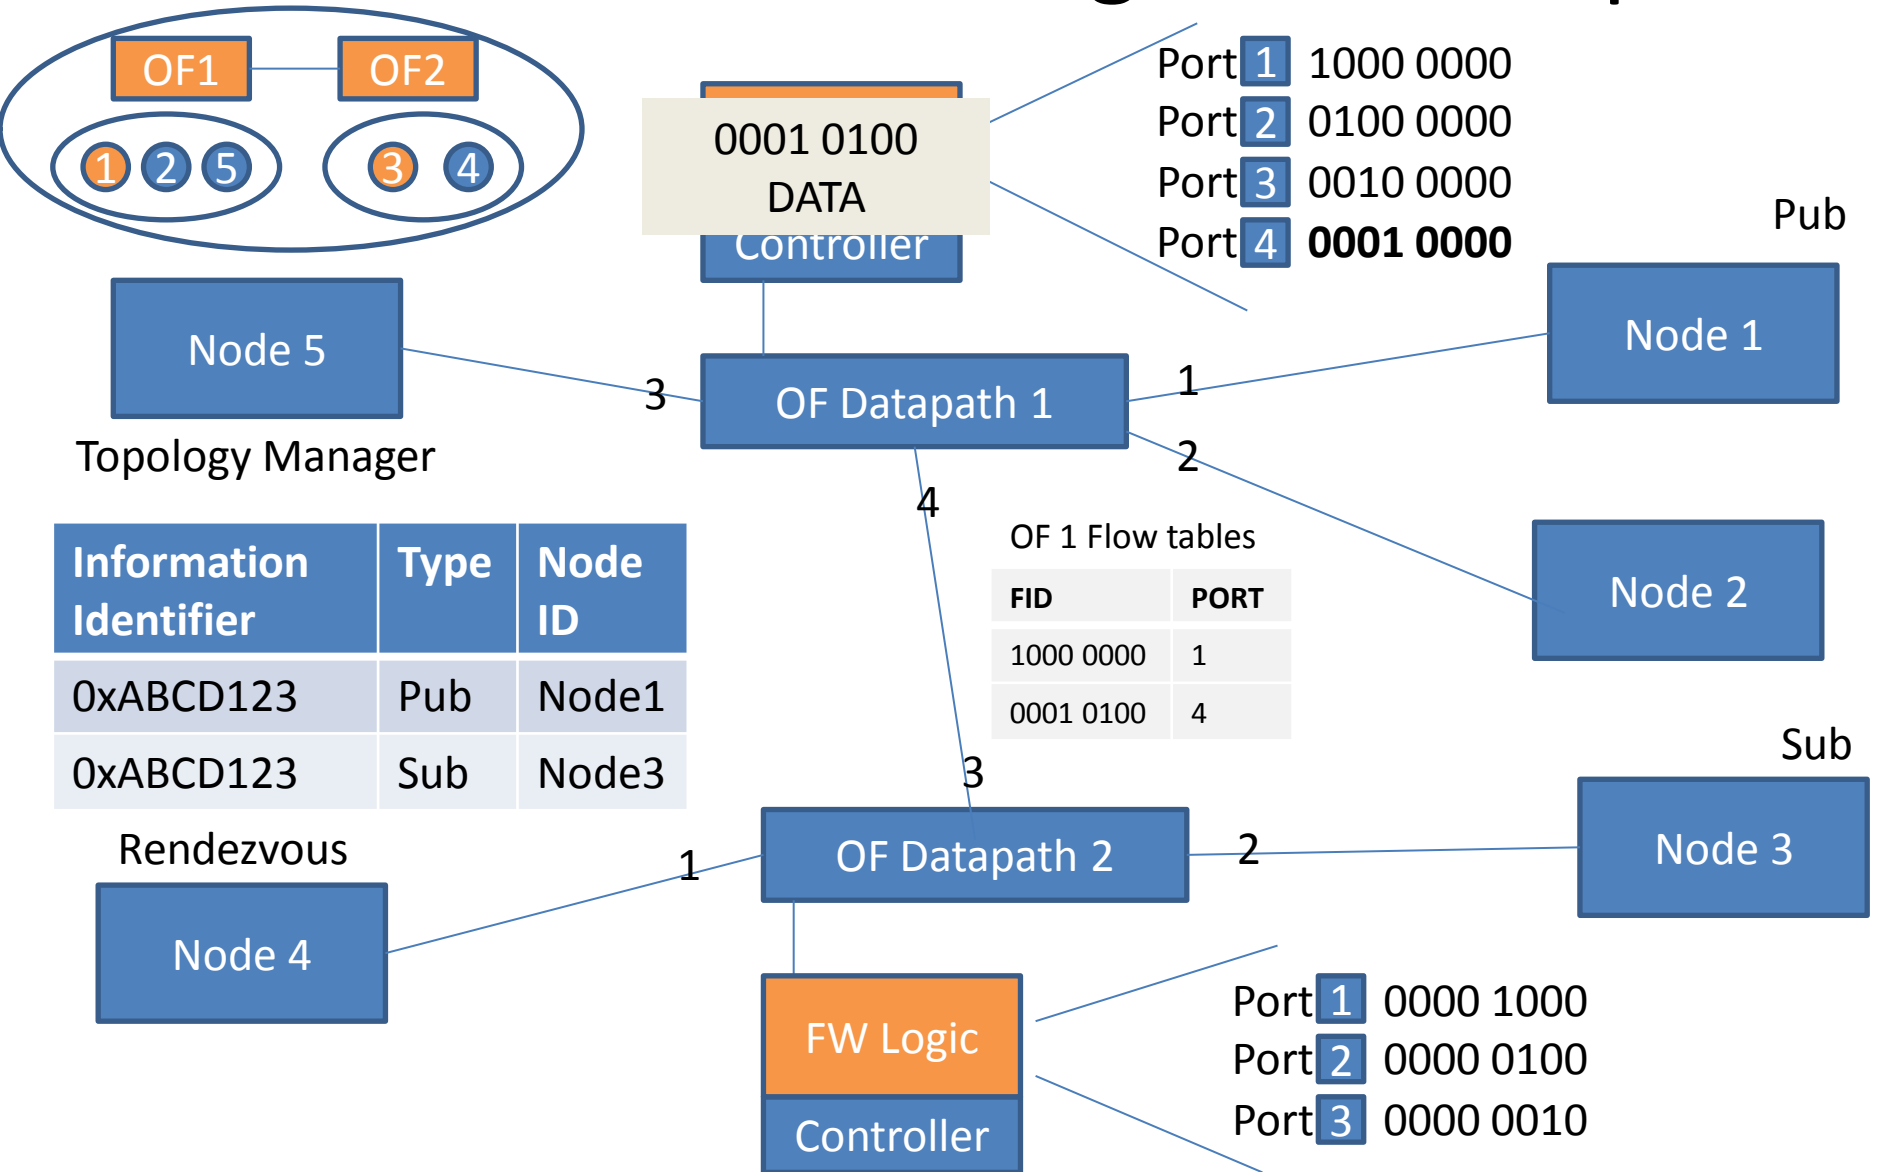 OF1
OF2
1 2 5
3 4
0001 0100
DATA
Controller
Port 1 1000 0000
Port 2 0100 0000
Port 3 0010 0000
Port 4 0001 0000
Pub
Node 1
Node 5
Topology Manager
3
OF Datapath 1
1
2
4
Node 2
OF 1 Flow tables
FID PORT
1000 0000 1
0001 0100 4
Information Type Node
Identifier ID
0xABCD123 Pub Node1
0xABCD123 Sub Node3
Rendezvous
Node 4
3
1
OF Datapath 2
2
Sub
Node 3
FW Logic
Controller
Port 1 0000 1000
Port 2 0000 0100
Port 3 0000 0010